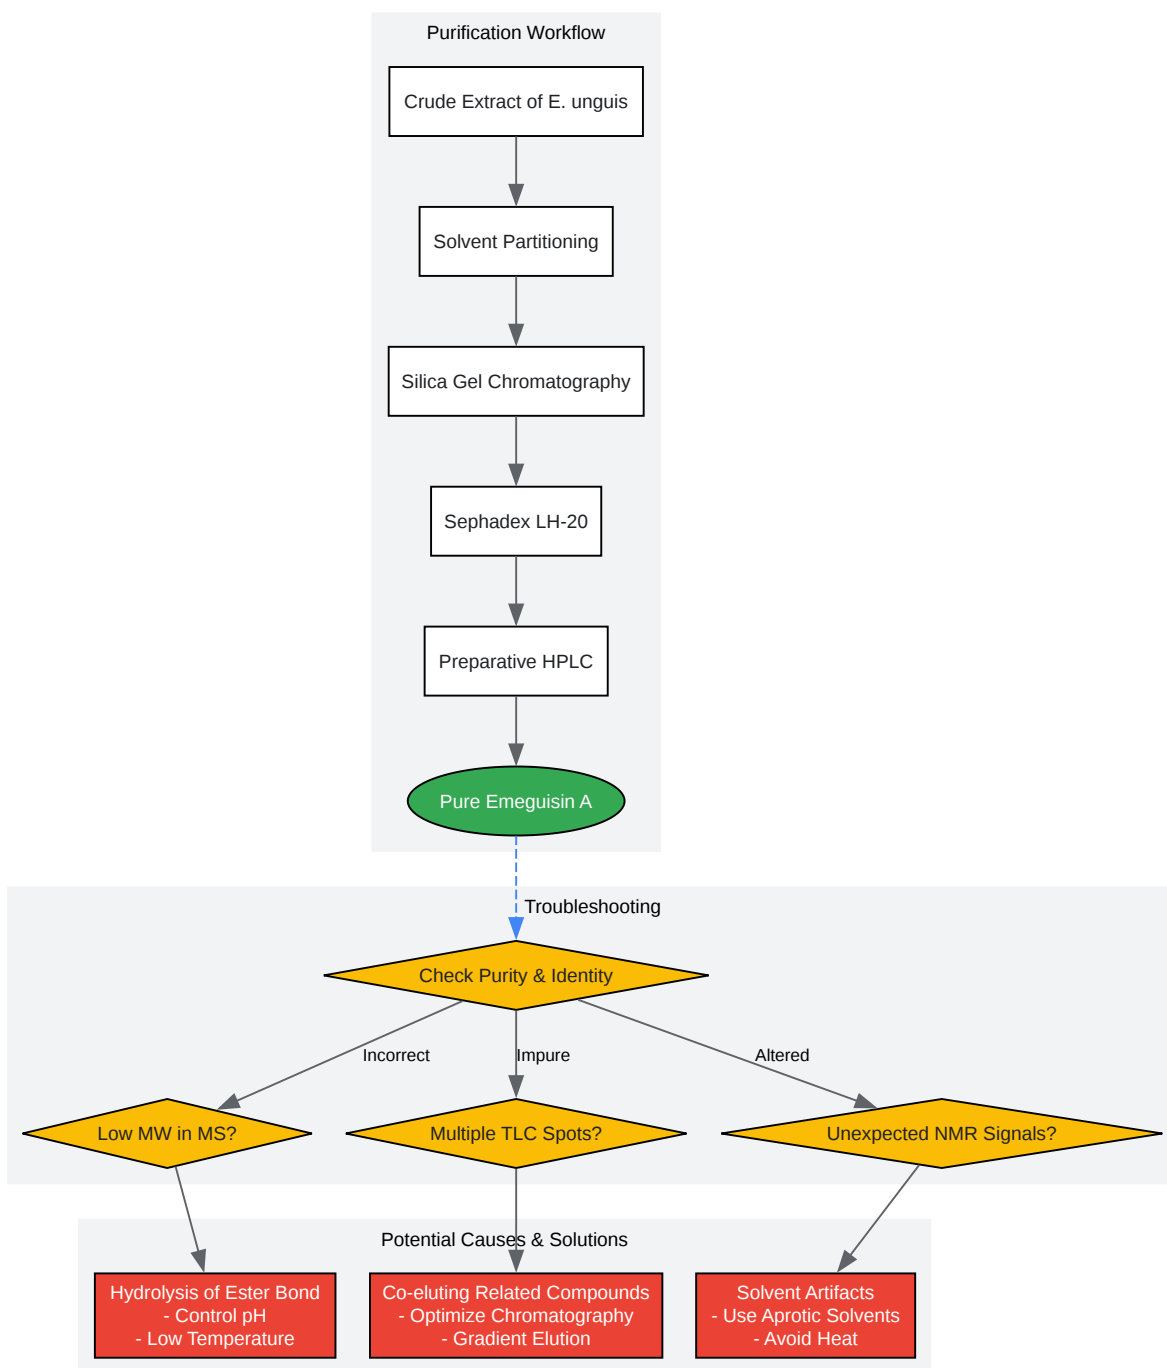 Purification Workflow
Crude Extract of E. unguis
Solvent Partitioning
Silica Gel Chromatography
Sephadex LH-20
Preparative HPLC
Pure Emeguisin A
Troubleshooting
Check Purity & Identity
Incorrect
Impure
Altered
Low MW in MS?
Multiple TLC Spots?
Unexpected NMR Signals?
Potential Causes & Solutions
Hydrolysis of Ester Bond
- Control pH
- Low Temperature
Co-eluting Related Compounds
- Optimize Chromatography
- Gradient Elution
Solvent Artifacts
- Use Aprotic Solvents
- Avoid Heat